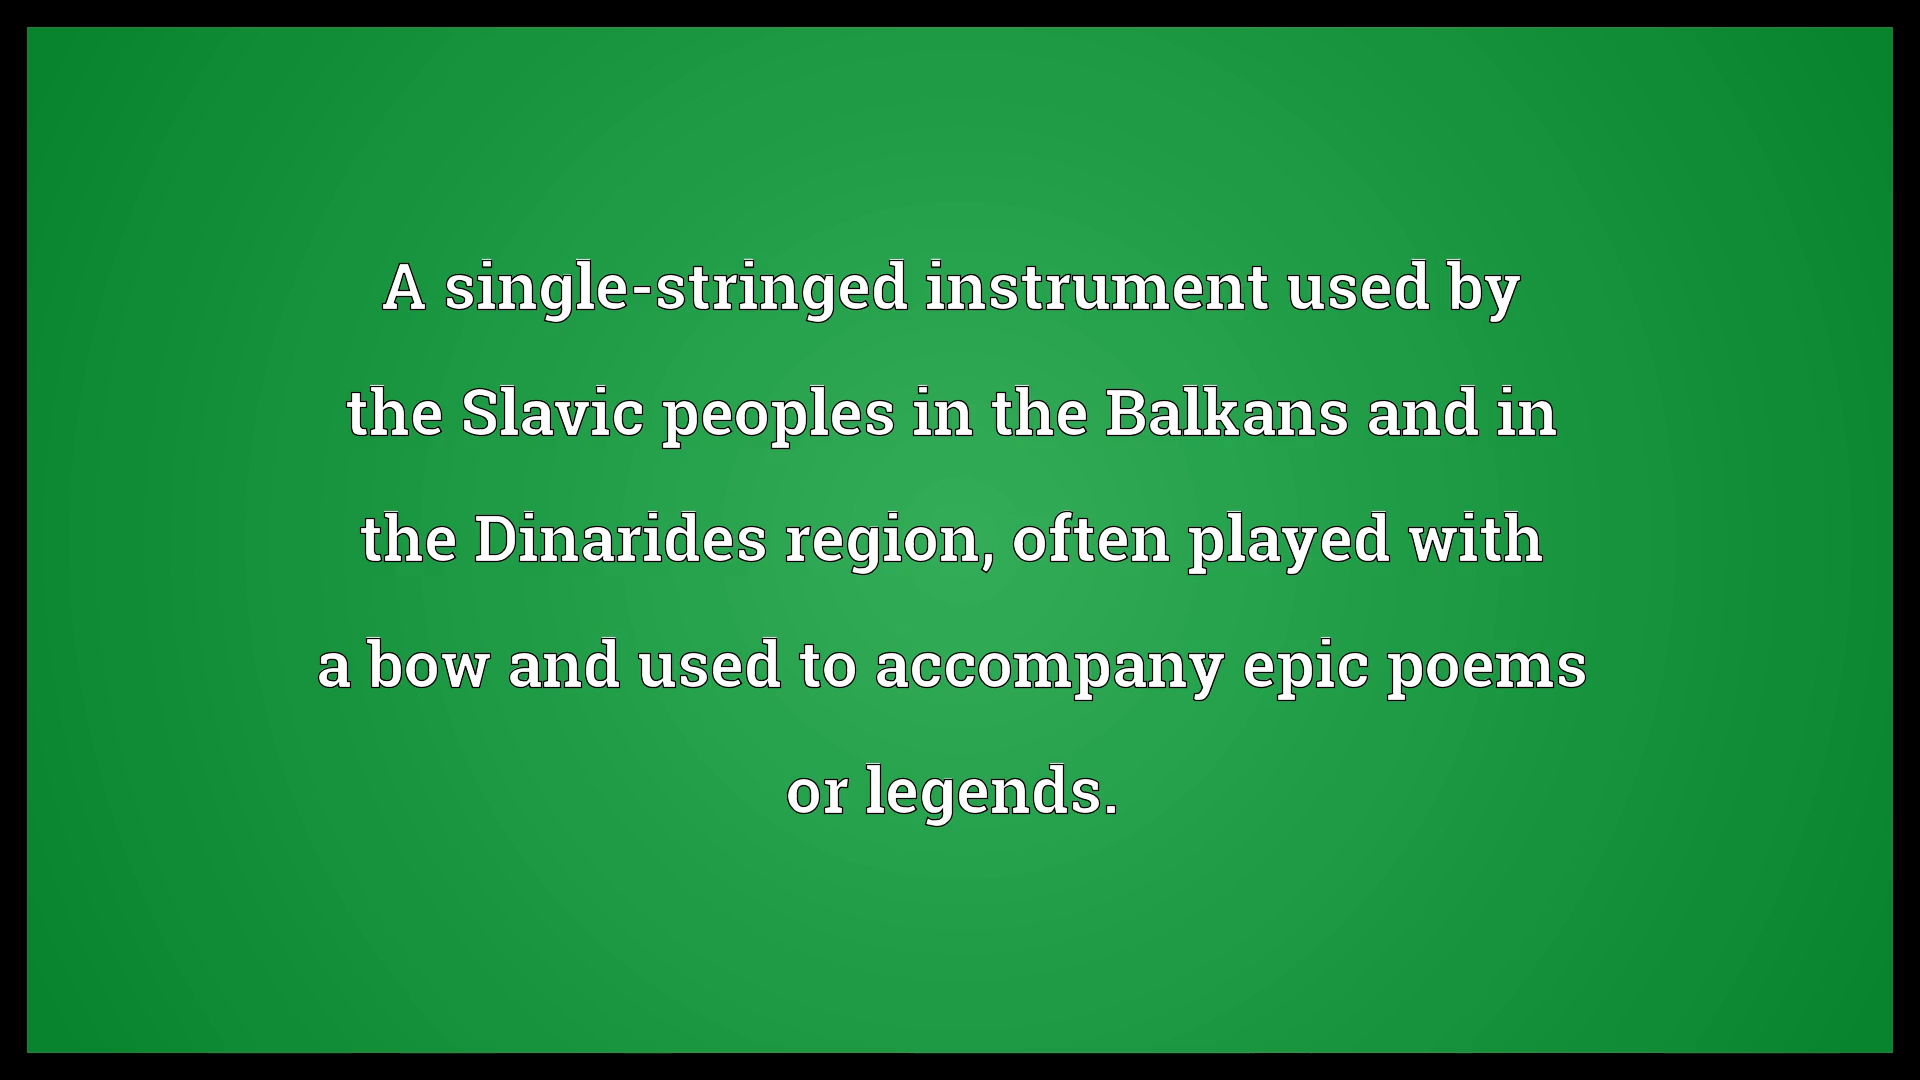 A single-stringed instrument used by
the Slavic peoples in the Balkans and in
the Dinarides region, often played with
a bow and used to accompany epic poems
or legends.